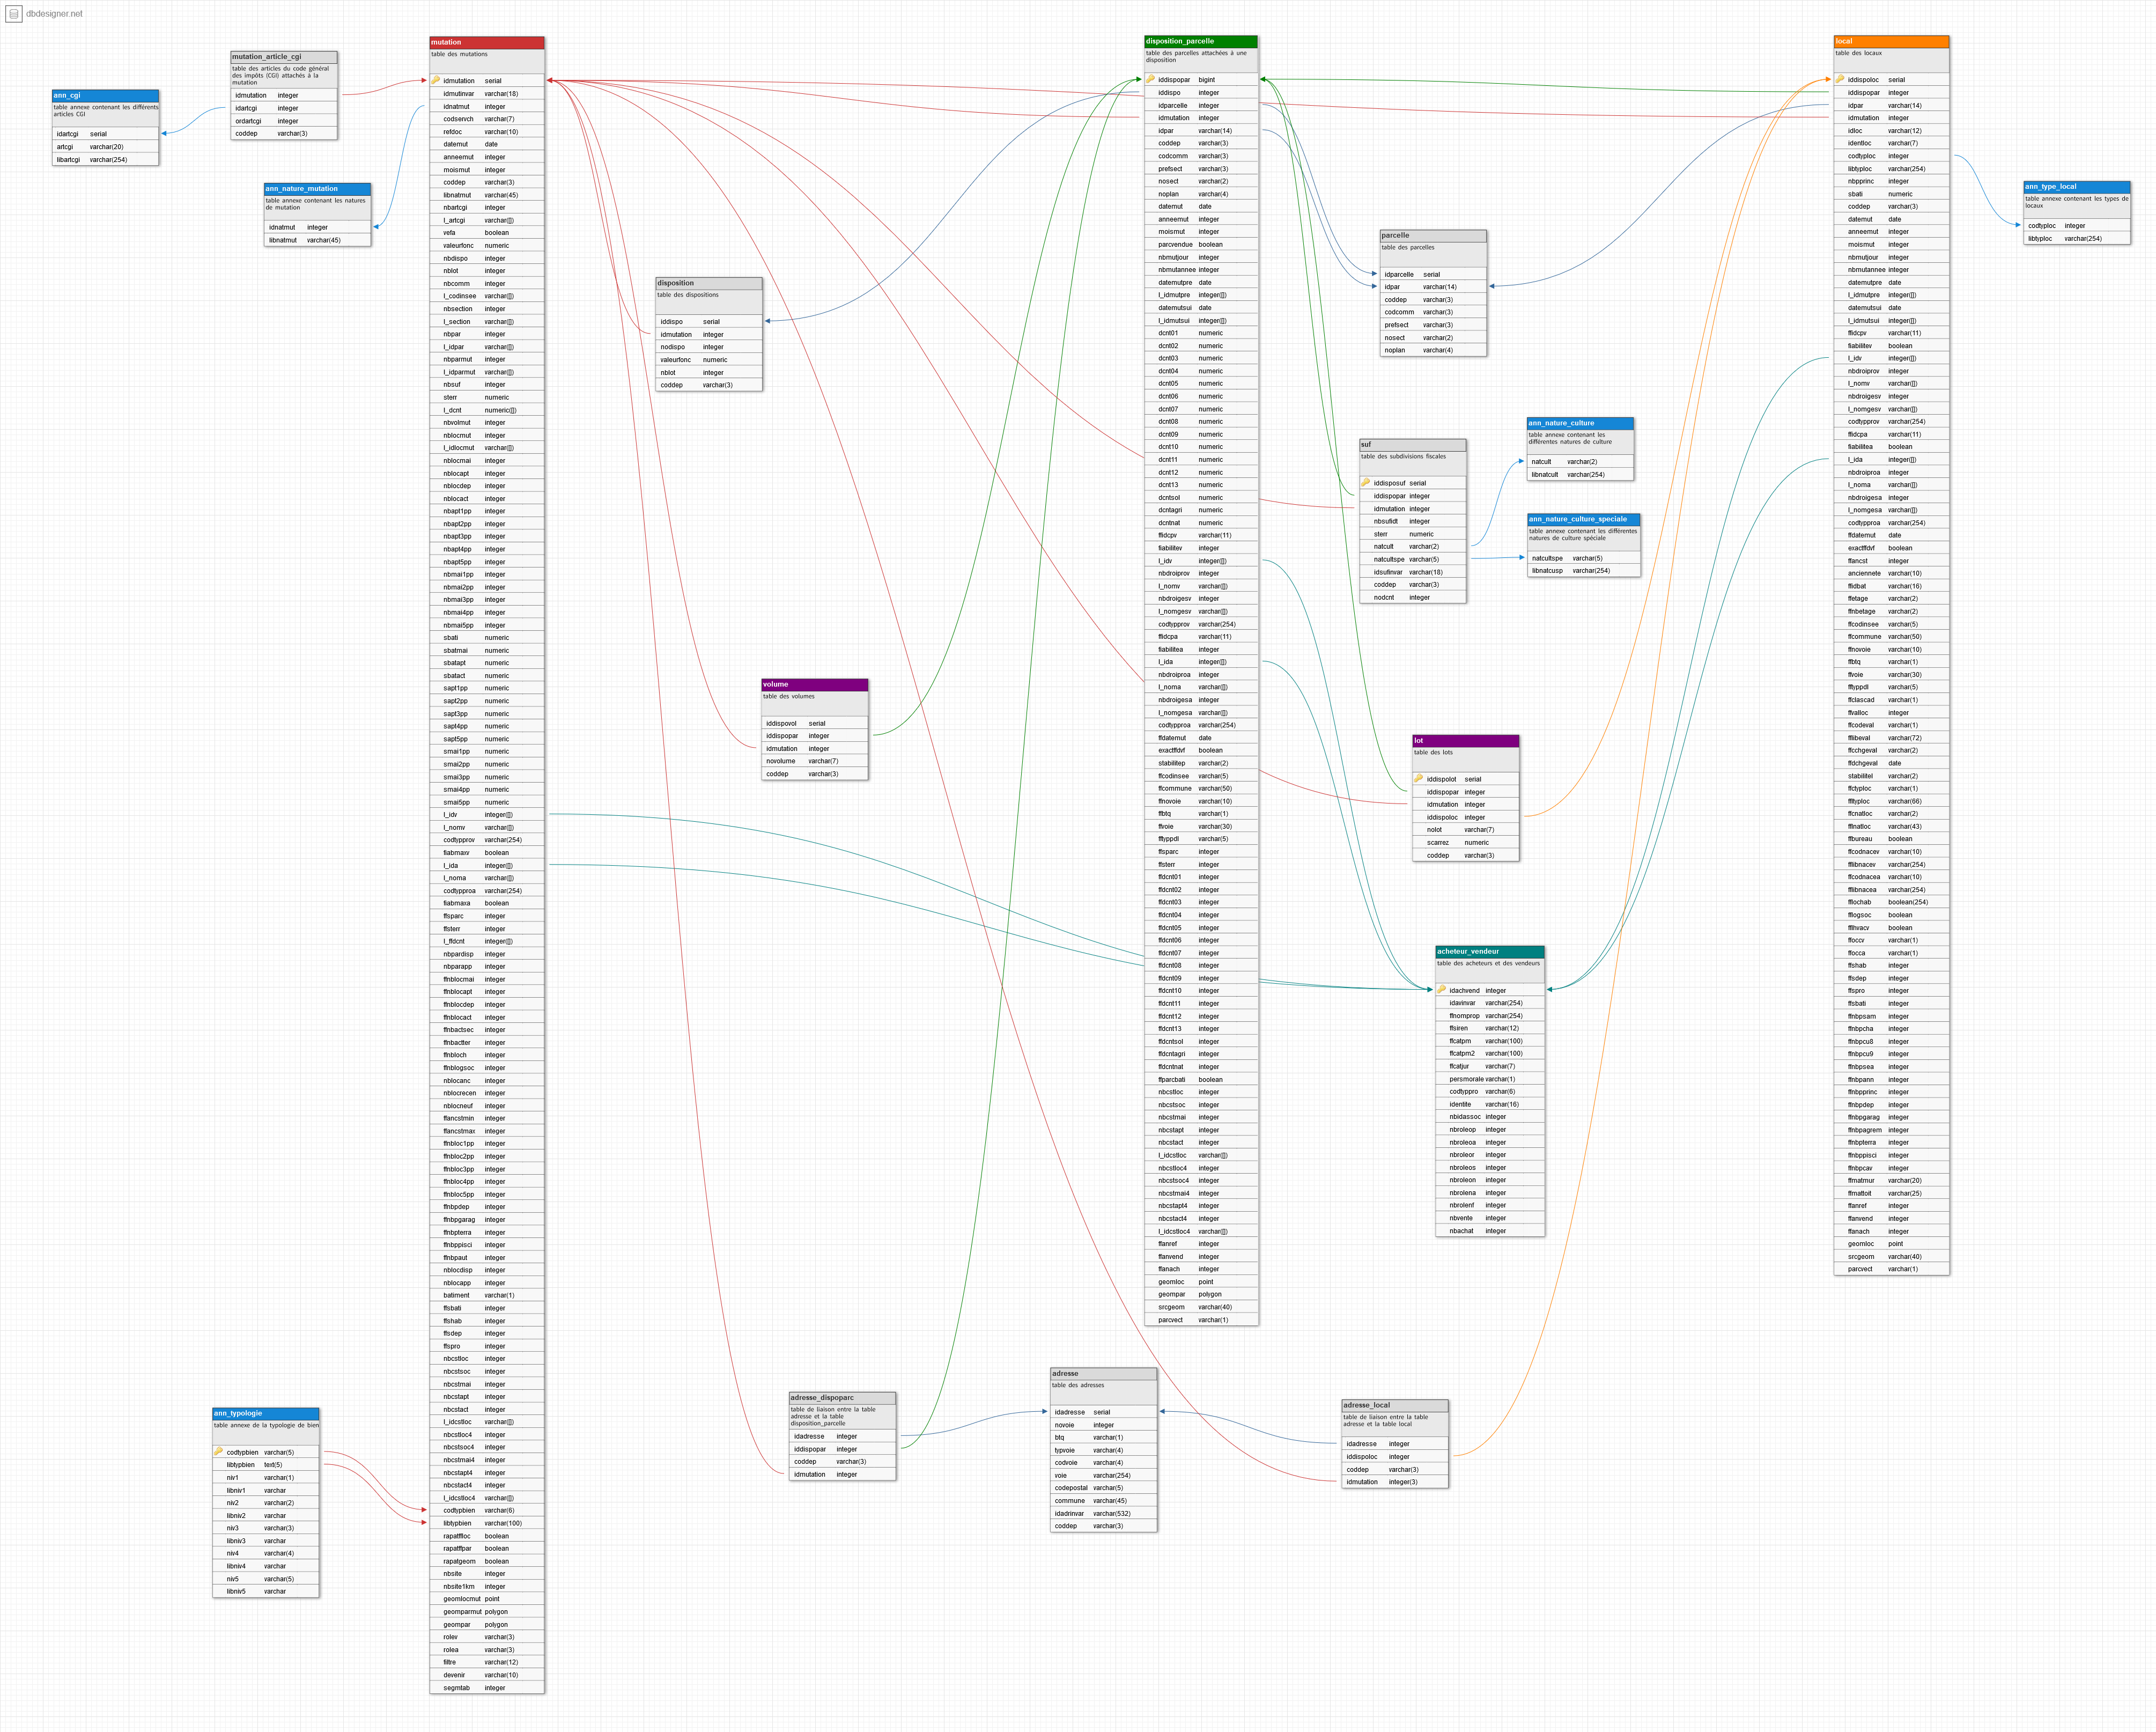 dbdesigner.net
mutation
table des mutations
idmutation serial
idmutinvar varchar(18)
idnatmut integer
codservch varchar(7)
refdoc varchar(10)
datemut date
anneemut integer
moismut integer
coddep varchar(3)
libnatmut varchar(45)
nbartcgi integer
l_artcgi varchar([])
vefa boolean
valeurfonc numeric
nbdispo integer
nblot integer
nbcomm integer
l_codinsee varchar([])
nbsection integer
l_section varchar([])
nbpar integer
l_idpar varchar([])
nbparmut integer
l_idparmut varchar([])
nbsuf integer
sterr numeric
l_dcnt numeric([])
nbvolmut integer
nblocmut integer
l_idlocmut varchar([])
nblocmai integer
nblocapt integer
nblocdep integer
nblocact integer
nbapt1pp integer
nbapt2pp integer
nbapt3pp integer
nbapt4pp integer
nbapt5pp integer
nbmai1pp integer
nbmai2pp integer
nbmai3pp integer
nbmai4pp integer
nbmai5pp integer
sbati numeric
sbatmai numeric
sbatapt numeric
sbatact numeric
sapt1pp numeric
sapt2pp numeric
sapt3pp numeric
sapt4pp numeric
sapt5pp numeric
smai1pp numeric
smai2pp numeric
smai3pp numeric
smai4pp numeric
smai5pp numeric
l_idv integer([])
l_nomv varchar([])
codtypprov varchar(254)
fiabmaxv boolean
l_ida integer([])
l_noma varchar([])
codtypproa varchar(254)
fiabmaxa boolean
ffsparc integer
ffsterr integer
l_ffdcnt integer([])
nbpardisp integer
nbparapp integer
ffnblocmai integer
ffnblocapt integer
ffnblocdep integer
ffnblocact integer
ffnbactsec integer
ffnbactter integer
ffnbloch integer
ffnblogsoc integer
nblocanc integer
nblocrecen integer
nblocneuf integer
ffancstmin integer
ffancstmax integer
ffnbloc1pp integer
ffnbloc2pp integer
ffnbloc3pp integer
ffnbloc4pp integer
ffnbloc5pp integer
ffnbpdep integer
ffnbpgarag integer
ffnbpterra integer
ffnbppisci integer
ffnbpaut integer
nblocdisp integer
nblocapp integer
batiment varchar(1)
ffsbati integer
ffshab integer
ffsdep integer
ffspro integer
nbcstloc integer
nbcstsoc integer
nbcstmai integer
nbcstapt integer
nbcstact integer
l_idcstloc varchar([])
nbcstloc4 integer
nbcstsoc4 integer
nbcstmai4 integer
nbcstapt4 integer
nbcstact4 integer
l_idcstloc4 varchar([])
codtypbien varchar(6)
libtypbien varchar(100)
rapatffloc boolean
rapatffpar boolean
rapatgeom boolean
nbsite integer
nbsite1km integer
geomlocmut point
geomparmut polygon
geompar polygon
rolev varchar(3)
rolea varchar(3)
filtre varchar(12)
devenir varchar(10)
segmtab integer
mutation_article_cgi
table des articles du code général
des impôts (CGI) attachés à la
mutation
idmutation integer
idartcgi integer
ordartcgi integer
coddep varchar(3)
ann_cgi
table annexe contenant les différents
articles CGI
idartcgi serial
artcgi varchar(20)
libartcgi varchar(254)
ann_nature_mutation
table annexe contenant les natures
de mutation
idnatmut integer
libnatmut varchar(45)
disposition
table des dispositions
iddispo serial
idmutation integer
nodispo integer
valeurfonc numeric
nblot integer
coddep varchar(3)
volume
table des volumes
iddispovol serial
iddispopar integer
idmutation integer
novolume varchar(7)
coddep varchar(3)
disposition_parcelle
table des parcelles attachées à une
disposition
iddispopar bigint
iddispo integer
idparcelle integer
idmutation integer
idpar varchar(14)
coddep varchar(3)
codcomm varchar(3)
prefsect varchar(3)
nosect varchar(2)
noplan varchar(4)
datemut date
anneemut integer
moismut integer
parcvendue boolean
nbmutjour integer
nbmutannee integer
datemutpre date
l_idmutpre integer([])
datemutsui date
l_idmutsui integer([])
dcnt01 numeric
dcnt02 numeric
dcnt03 numeric
dcnt04 numeric
dcnt05 numeric
dcnt06 numeric
dcnt07 numeric
dcnt08 numeric
dcnt09 numeric
dcnt10 numeric
dcnt11 numeric
dcnt12 numeric
dcnt13 numeric
dcntsol numeric
dcntagri numeric
dcntnat numeric
ffidcpv varchar(11)
fiabilitev integer
l_idv integer([])
nbdroiprov integer
l_nomv varchar([])
nbdroigesv integer
l_nomgesv varchar([])
codtypprov varchar(254)
ffidcpa varchar(11)
fiabilitea integer
l_ida integer([])
nbdroiproa integer
l_noma varchar([])
nbdroigesa integer
l_nomgesa varchar([])
codtypproa varchar(254)
ffdatemut date
exactffdvf boolean
stabilitep varchar(2)
ffcodinsee varchar(5)
ffcommune varchar(50)
ffnovoie varchar(10)
ffbtq varchar(1)
ffvoie varchar(30)
fftyppdl varchar(5)
ffsparc integer
ffsterr integer
ffdcnt01 integer
ffdcnt02 integer
ffdcnt03 integer
ffdcnt04 integer
ffdcnt05 integer
ffdcnt06 integer
ffdcnt07 integer
ffdcnt08 integer
ffdcnt09 integer
ffdcnt10 integer
ffdcnt11 integer
ffdcnt12 integer
ffdcnt13 integer
ffdcntsol integer
ffdcntagri integer
ffdcntnat integer
ffparcbati boolean
nbcstloc integer
nbcstsoc integer
nbcstmai integer
nbcstapt integer
nbcstact integer
l_idcstloc varchar([])
nbcstloc4 integer
nbcstsoc4 integer
nbcstmai4 integer
nbcstapt4 integer
nbcstact4 integer
l_idcstloc4 varchar([])
ffanref integer
ffanvend integer
ffanach integer
geomloc point
geompar polygon
srcgeom varchar(40)
parcvect varchar(1)
parcelle
table des parcelles
idparcelle serial
idpar varchar(14)
coddep varchar(3)
codcomm varchar(3)
prefsect varchar(3)
nosect varchar(2)
noplan varchar(4)
suf
table des subdivisions fiscales
iddisposuf serial
iddispopar integer
idmutation integer
nbsufidt integer
sterr numeric
natcult varchar(2)
natcultspe varchar(5)
idsufinvar varchar(18)
coddep varchar(3)
nodcnt integer
ann_nature_culture
table annexe contenant les
différentes natures de culture
natcult varchar(2)
libnatcult varchar(254)
ann_nature_culture_speciale
table annexe contenant les différentes
natures de culture spéciale
natcultspe varchar(5)
libnatcusp varchar(254)
lot
table des lots
iddispolot serial
iddispopar integer
idmutation integer
iddispoloc integer
nolot varchar(7)
scarrez numeric
coddep varchar(3)
acheteur_vendeur
table des acheteurs et des vendeurs
idachvend integer
idavinvar varchar(254)
ffnomprop varchar(254)
ffsiren varchar(12)
ffcatpm varchar(100)
ffcatpm2 varchar(100)
ffcatjur varchar(7)
persmorale varchar(1)
codtyppro varchar(6)
identite varchar(16)
nbidassoc integer
nbroleop integer
nbroleoa integer
nbroleor integer
nbroleos integer
nbroleon integer
nbrolena integer
nbrolenf integer
nbvente integer
nbachat integer
local
table des locaux
iddispoloc serial
iddispopar integer
idpar varchar(14)
idmutation integer
idloc varchar(12)
identloc varchar(7)
codtyploc integer
libtyploc varchar(254)
nbpprinc integer
sbati numeric
coddep varchar(3)
datemut date
anneemut integer
moismut integer
nbmutjour integer
nbmutannee integer
datemutpre date
l_idmutpre integer([])
datemutsui date
l_idmutsui integer([])
ffidcpv varchar(11)
fiabilitev boolean
l_idv integer([])
nbdroiprov integer
l_nomv varchar([])
nbdroigesv integer
l_nomgesv varchar([])
codtypprov varchar(254)
ffidcpa varchar(11)
fiabilitea boolean
l_ida integer([])
nbdroiproa integer
l_noma varchar([])
nbdroigesa integer
l_nomgesa varchar([])
codtypproa varchar(254)
ffdatemut date
exactffdvf boolean
ffancst integer
anciennete varchar(10)
ffidbat varchar(16)
ffetage varchar(2)
ffnbetage varchar(2)
ffcodinsee varchar(5)
ffcommune varchar(50)
ffnovoie varchar(10)
ffbtq varchar(1)
ffvoie varchar(30)
fftyppdl varchar(5)
ffclascad varchar(1)
ffvalloc integer
ffcodeval varchar(1)
fflibeval varchar(72)
ffcchgeval varchar(2)
ffdchgeval date
stabilitel varchar(2)
ffctyploc varchar(1)
ffltyploc varchar(66)
ffcnatloc varchar(2)
fflnatloc varchar(43)
ffbureau boolean
ffcodnacev varchar(10)
fflibnacev varchar(254)
ffcodnacea varchar(10)
fflibnacea varchar(254)
fflochab boolean(254)
fflogsoc boolean
fflhvacv boolean
ffoccv varchar(1)
ffocca varchar(1)
ffshab integer
ffsdep integer
ffspro integer
ffsbati integer
ffnbpsam integer
ffnbpcha integer
ffnbpcu8 integer
ffnbpcu9 integer
ffnbpsea integer
ffnbpann integer
ffnbpprinc integer
ffnbpdep integer
ffnbpgarag integer
ffnbpagrem integer
ffnbpterra integer
ffnbppisci integer
ffnbpcav integer
ffmatmur varchar(20)
ffmattoit varchar(25)
ffanref integer
ffanvend integer
ffanach integer
geomloc point
srcgeom varchar(40)
parcvect varchar(1)
ann_type_local
table annexe contenant les types de
locaux
codtyploc integer
libtyploc varchar(254)
ann_typologie
table annexe de la typologie de bien
codtypbien varchar(5)
libtypbien text(5)
niv1 varchar(1)
libniv1 varchar
niv2 varchar(2)
libniv2 varchar
niv3 varchar(3)
libniv3 varchar
niv4 varchar(4)
libniv4 varchar
niv5 varchar(5)
libniv5 varchar
adresse_dispoparc
table de liaison entre la table
adresse et la table
disposition_parcelle
idadresse integer
iddispopar integer
coddep varchar(3)
idmutation integer
adresse
table des adresses
idadresse serial
novoie integer
btq varchar(1)
typvoie varchar(4)
codvoie varchar(4)
voie varchar(254)
codepostal varchar(5)
commune varchar(45)
idadrinvar varchar(532)
coddep varchar(3)
adresse_local
table de liaison entre la table
adresse et la table local
idadresse integer
iddispoloc integer
coddep varchar(3)
idmutation integer(3)